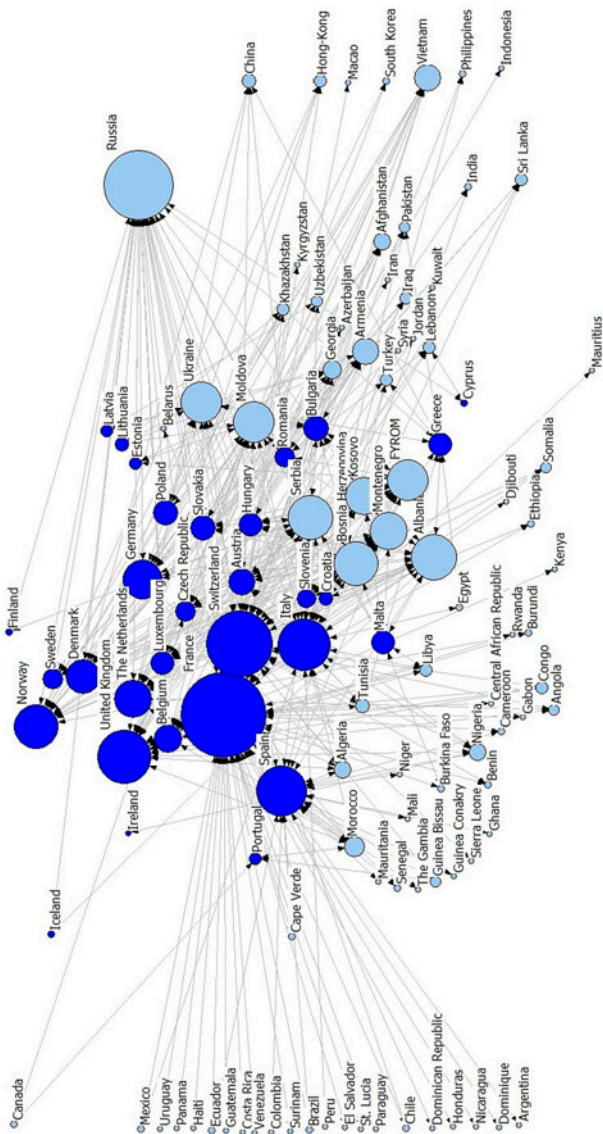 Finland
Canada
Norway
Sweden
Iceland
Denmark
United Kingdom
Latvia
The Netherlands
Lithuania
Germany
IIreland
Estonia
Russia
Mexico
Belgium
Luxembourg
Poland
Belarus
Uruguay
Panama
Czech Republic
Ukraine
France
Haiti
Slovakia
Ecuador
Switzerland
Guatemala
Austria
Hungary
Moldova
Costa Rica
Portugal
China
Venezuela
Spain
Colombia
Italy
Romania
Khazakhstan
Surinam
Cape Verde
Slovenia
Serbia
Kyrgyzstan
Brazil
Croatia
Bulgaria
Uzbekistan
Hong-Kong
Peru
Georgia
El Salvador
Algeria
Bosnia Herzegovina
Azerbaijan
Macao
St. Lucia
Morocco
Tunisia
Kosovo
Armenia
Paraguay
Mauritania
Malta
Montenegro
Turkey
Afghanistan
South Korea
Senegal
Niger
FYROM
Syria
Iran
Chile
The Gambia
Mali
Albani
Jordan
Iraq
Pakistan
Guinea Bissau
Libya
Greece
Lebanon
Vietnam
Dominican Republic
Guinea Conakry
Burkina Faso
Kuwait
Honduras
Sierra Leone
Egypt
Cyprus
India
Philippines
Nicaragua
Ghana
Nigeria
Benin
Central African Republic
Dominique
Cameroon
Rwanda
Djibouti
Indonesia
Argentina
Gabon
Burundi
Ethiopia
Sri Lanka
Congo
Somalia
Angola
Kenya
Mauritius